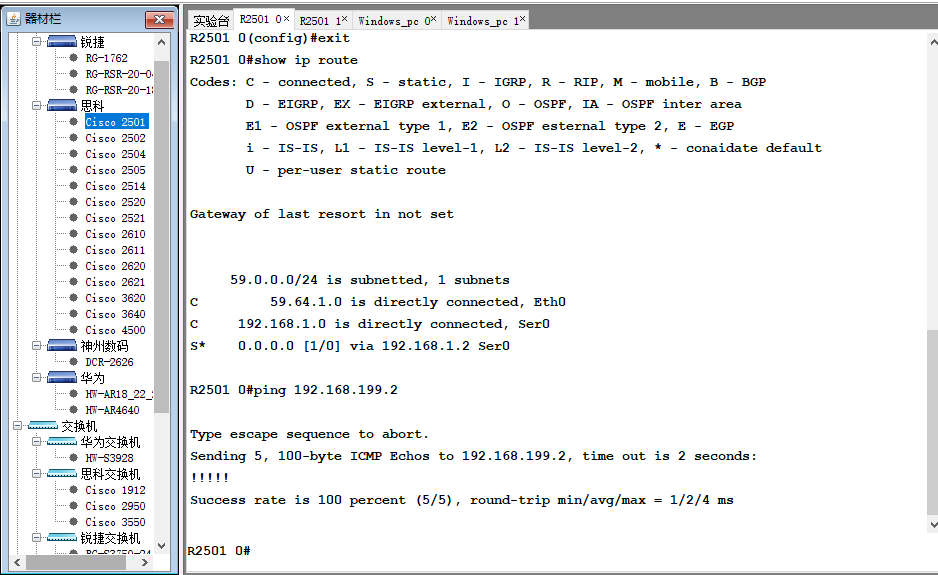 器材栏
锐捷
RG-1762
RG-RSR-20-0
RG-RSR-20-18
思科
Cisco 2501
Cisco 2502
Cisco 2504
Cisco 2505
Cisco 2514
Cisco 2520
Cisco 2521
Cisco 2610
Cisco 2611
Cisco 2620
Cisco 2621
Cisco 3620
Cisco 3640
Cisco 4500
神州数码
DCR-2626
华为
HW-AR18_22_
HW-AR4640
交换机
华为交换机
HW-S3928
思科交换机
Cisco 1912
Cisco 2950
Cisco 3550
锐捷交换机
RG-S3750-24
实验台 R2501 0 R2501 1 Windows_pc 0 Windows_pc 1
R2501 0(config)#exit
R2501 0#show ip route
Codes: C - connected, S - static, I - IGRP, R - RIP, M - mobile, B - BGP
D - EIGRP, EX - EIGRP external, O - OSPF, IA - OSPF inter area
E1 - OSPF external type 1, E2 - OSPF esternal type 2, E - EGP
i - IS-IS, L1 - IS-IS level-1, L2 - IS-IS level-2, * - conaidate default
U - per-user static route
Gateway of last resort in not set
59.0.0.0/24 is subnetted, 1 subnets
C 59.64.1.0 is directly connected, Eth0
C 192.168.1.0 is directly connected, Ser0
S* 0.0.0.0 [1/0] via 192.168.1.2 Ser0
R2501 0#ping 192.168.199.2
Type escape sequence to abort.
Sending 5, 100-byte ICMP Echos to 192.168.199.2, time out is 2 seconds:
!!!!!
Success rate is 100 percent (5/5), round-trip min/avg/max = 1/2/4 ms
R2501 0#